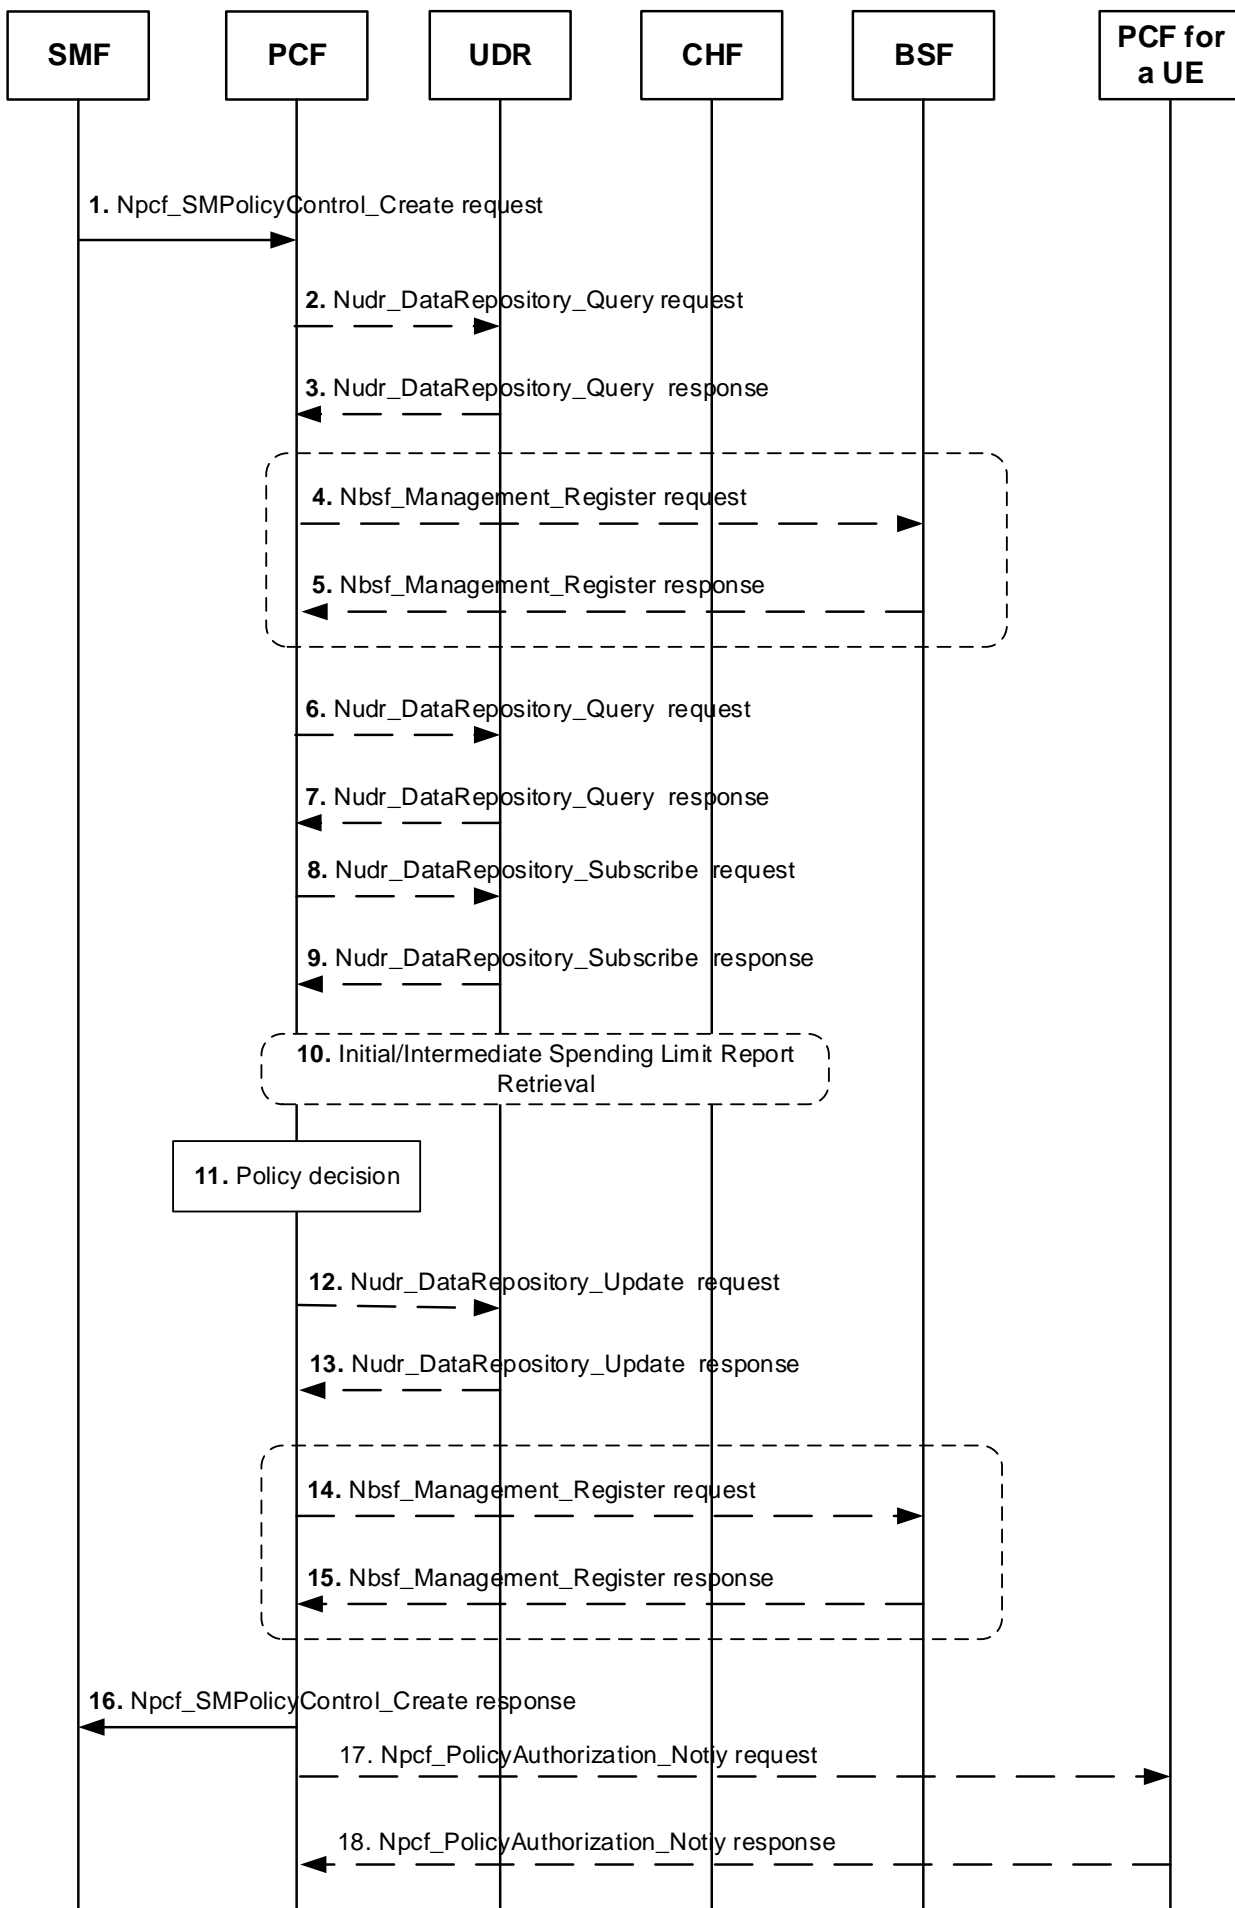 SMF
PCF
UDR
CHF
BSF
PCF for
a UE
1. Npcf_SMPolicyControl_Create request
2. Nudr_DataRepository_Query request
3. Nudr_DataRepository_Query response
4. Nbsf_Management_Register request
5. Nbsf_Management_Register response
6. Nudr_DataRepository_Query request
7. Nudr_DataRepository_Query response
8. Nudr_DataRepository_Subscribe request
9. Nudr_DataRepository_Subscribe response
10. Initial/Intermediate Spending Limit Report
Retrieval
11. Policy decision
12. Nudr_DataRepository_Update request
13. Nudr_DataRepository_Update response
14. Nbsf_Management_Register request
15. Nbsf_Management_Register response
16. Npcf_SMPolicyControl_Create response
17. Npcf_PolicyAuthorization_Notiy request
18. Npcf_PolicyAuthorization_Notiy response